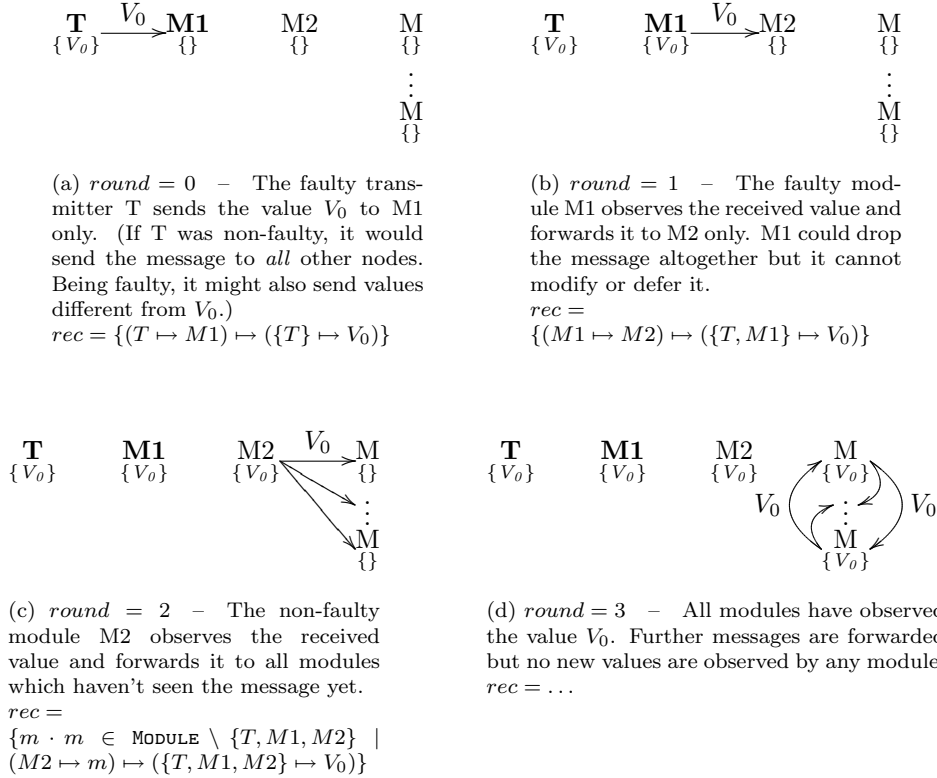 T V₀ M1 M2 M
{V₀} {} {} {}
⋮
M
{}
(a) round = 0 – The faulty trans-
mitter T sends the value V₀ to M1
only. (If T was non-faulty, it would
send the message to all other nodes.
Being faulty, it might also send values
different from V₀.)
rec = {(T ↦ M1) ↦ ({T} ↦ V₀)}
T M1 V₀ M2 M
{V₀} {V₀} {} {}
⋮
M
{}
(b) round = 1 – The faulty mod-
ule M1 observes the received value and
forwards it to M2 only. M1 could drop
the message altogether but it cannot
modify or defer it.
rec =
{(M1 ↦ M2) ↦ ({T, M1} ↦ V₀)}
T M1 M2 V₀ M
{V₀} {V₀} {V₀} {}
⋮
M
{}
(c) round = 2 – The non-faulty
module M2 observes the received
value and forwards it to all modules
which haven't seen the message yet.
rec =
{m · m ∈ Module \ {T, M1, M2} |
(M2 ↦ m) ↦ ({T, M1, M2} ↦ V₀)}
T M1 M2 M
{V₀} {V₀} {V₀} {V₀}
V₀ ⋮ V₀
M
{V₀}
(d) round = 3 – All modules have observed
the value V₀. Further messages are forwarded
but no new values are observed by any module
rec = ...